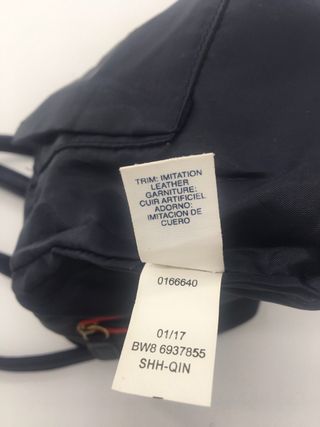 TRIM: IMITATION
LEATHER
GARNITURE:
CUIR ARTIFICIEL
ADORNO:
IMITACION DE
CUERO
0166640
01/17
BW8 6937855
SHH-QIN